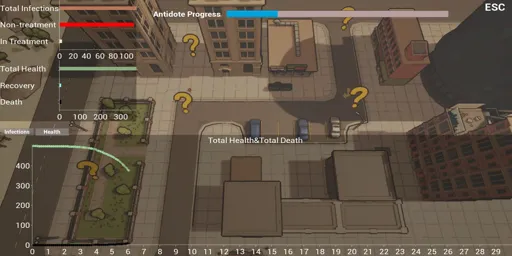 Total Infections
Antidote Progress
ESC
Non-treatment
In Treatment
0 20 40 60 80 100
Total Health
Recovery
Death
0 100 200 300
Infections Health
Total Health&Total Death
400
300
200
100
0
0 1 2 3 4 5 6 7 8 9 10 11 12 13 14 15 16 17 18 19 20 21 22 23 24 25 26 27 28 29